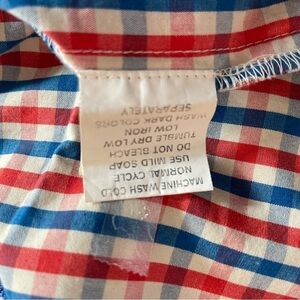 MACHINE WASH COLD
NORMAL CYCLE
USE MILD SOAP
DO NOT BLEACH
TUMBLE DRY LOW
LOW IRON
WASH DARK COLORS
SEPARATELY